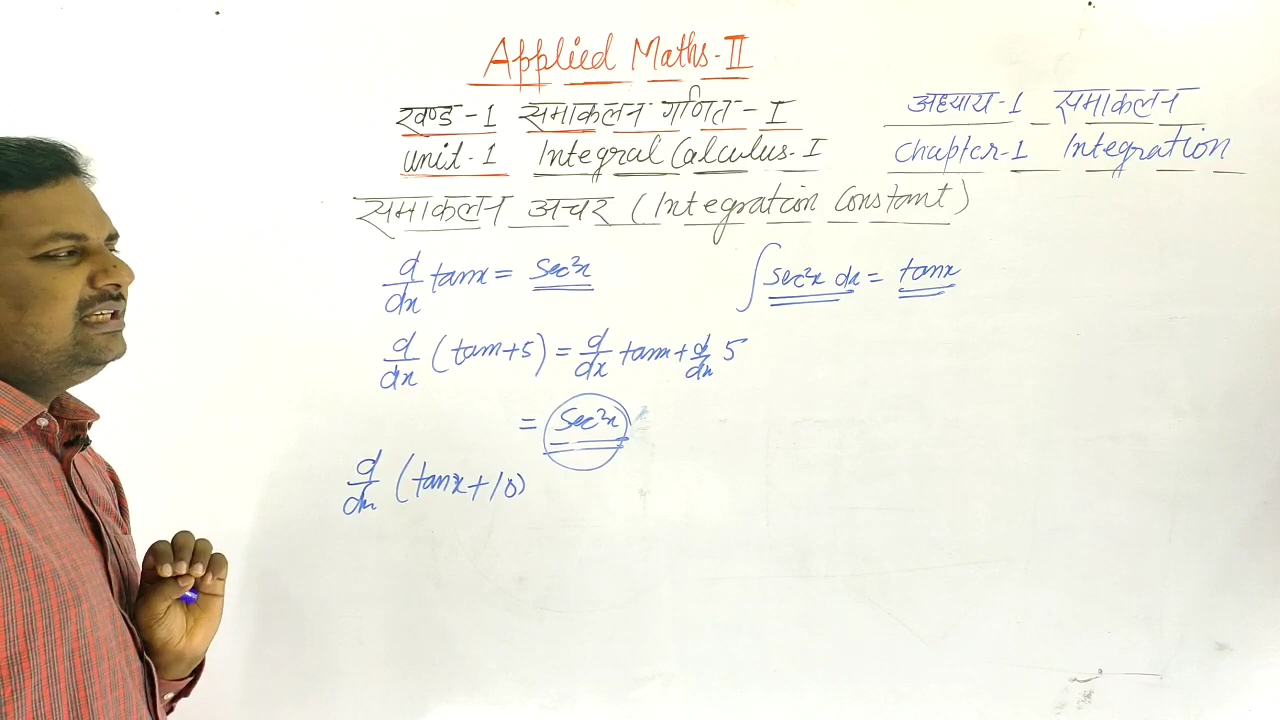 Applied Maths-II
खण्ड-1 समाकलन गणित-I
unit-1 Integral Calculus-I
अध्याय-1 समाकलन
Chapter-1 Integration
समाकलन अचर (Integration Constant)
d/dx tanx = sec²x
∫ sec²x dx = tanx
d/dx (tanx+5) = d/dx tanx + d/dx 5
= sec²x
d/dx (tanx+10)